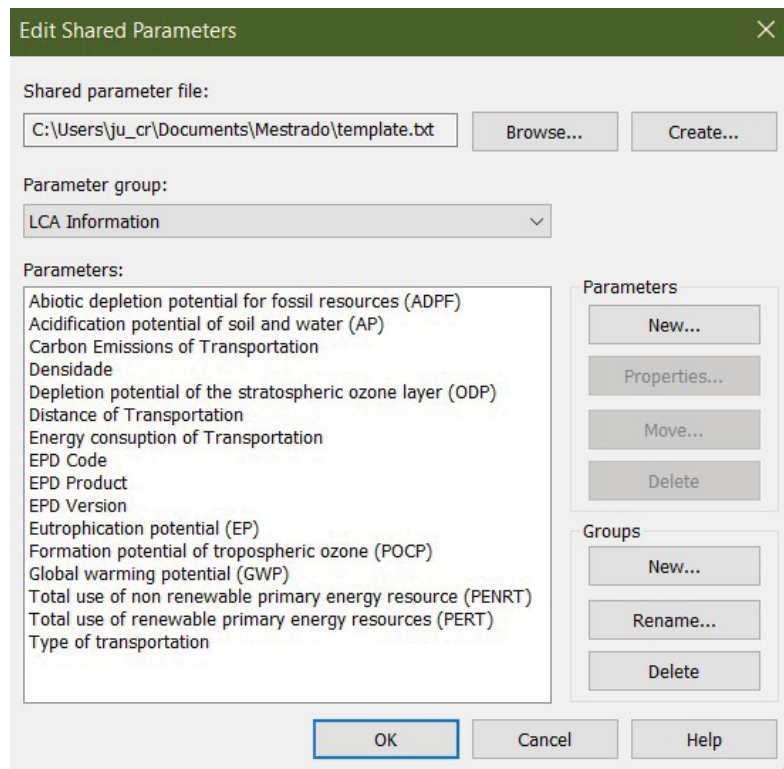 Edit Shared Parameters
Shared parameter file:
C:\Users\ju_cr\Documents\Mestrado\template.txt
Browse...
Create...
Parameter group:
LCA Information
Parameters:
Abiotic depletion potential for fossil resources (ADPF)
Acidification potential of soil and water (AP)
Carbon Emissions of Transportation
Densidade
Depletion potential of the stratospheric ozone layer (ODP)
Distance of Transportation
Energy consuption of Transportation
EPD Code
EPD Product
EPD Version
Eutrophication potential (EP)
Formation potential of tropospheric ozone (POCP)
Global warming potential (GWP)
Total use of non renewable primary energy resource (PENRT)
Total use of renewable primary energy resources (PERT)
Type of transportation
Parameters
New...
Properties...
Move...
Delete
Groups
New...
Rename...
Delete
OK
Cancel
Help